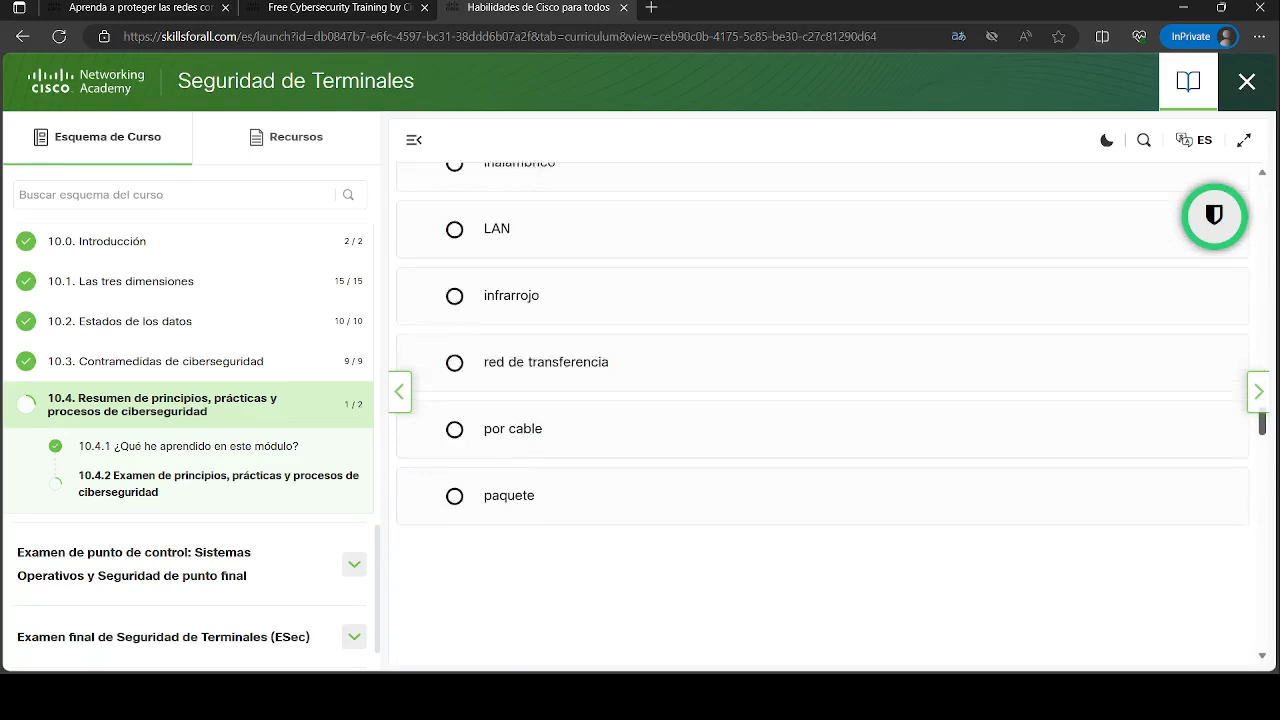 Aprenda a proteger las redes cor
Free Cybersecurity Training by Ci
Habilidades de Cisco para todos
https://skillsforall.com/es/launch?id=db0847b7-e6fc-4597-bc31-38ddd6b07a2f&tab=curriculum&view=ceb90c0b-4175-5c85-be30-c27c81290d64
InPrivate
CISCO
Networking
Academy
Seguridad de Terminales
Esquema de Curso
Recursos
ES
Buscar esquema del curso
10.0. Introducción
2 / 2
10.1. Las tres dimensiones
15 / 15
10.2. Estados de los datos
10 / 10
10.3. Contramedidas de ciberseguridad
9 / 9
10.4. Resumen de principios, prácticas y
procesos de ciberseguridad
1 / 2
10.4.1 ¿Qué he aprendido en este módulo?
10.4.2 Examen de principios, prácticas y procesos de
ciberseguridad
Examen de punto de control: Sistemas
Operativos y Seguridad de punto final
Examen final de Seguridad de Terminales (ESec)
inalámbrico
LAN
infrarrojo
red de transferencia
por cable
paquete